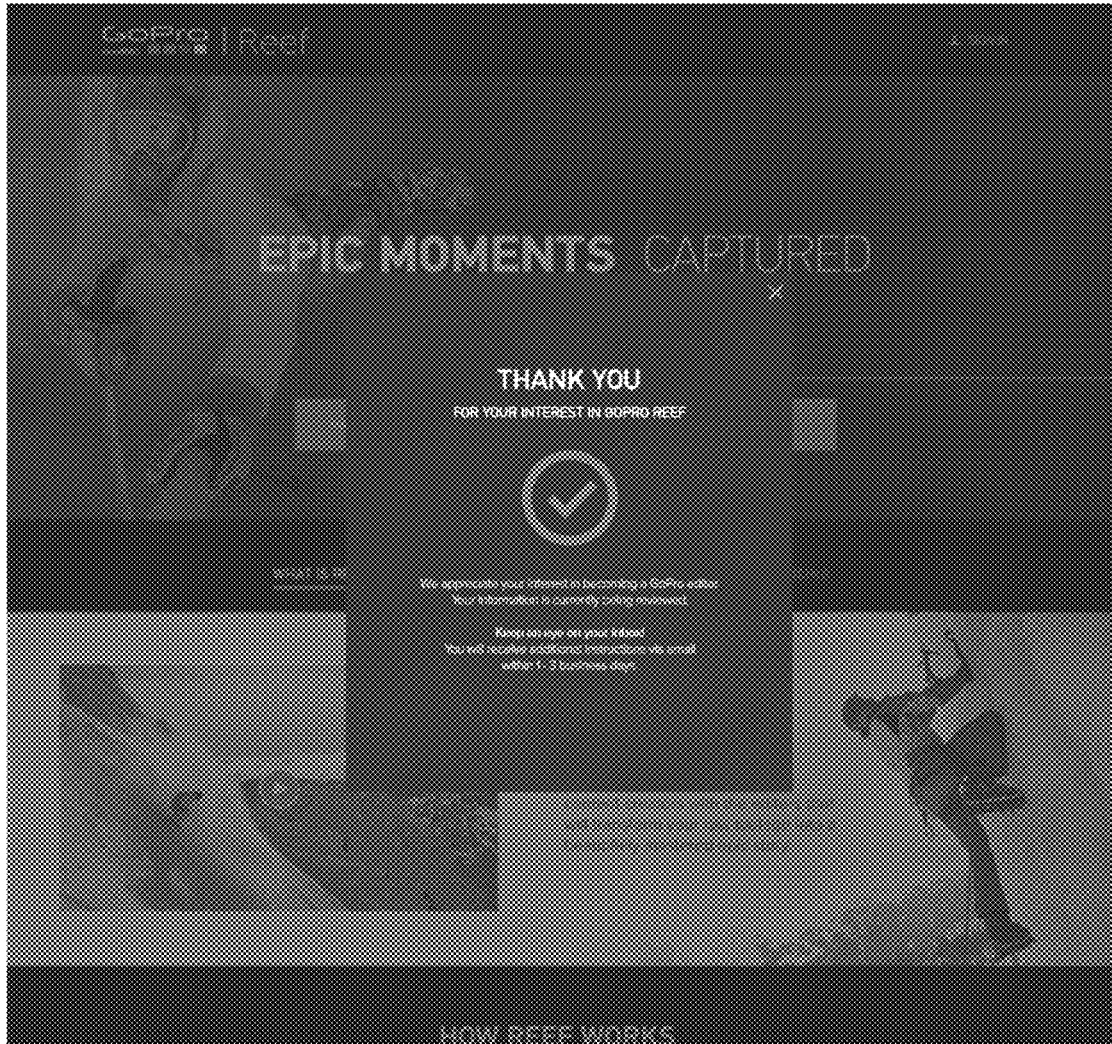 GoPro | Reef
EPIC MOMENTS CAPTURED
THANK YOU
FOR YOUR INTEREST IN GOPRO REEF
WHAT IS
We appreciate your interest in becoming a GoPro editor.
Your information is currently being reviewed.
Keep an eye on your inbox!
You will receive additional instructions via email
within 1-3 business days.
HOW REEF WORKS